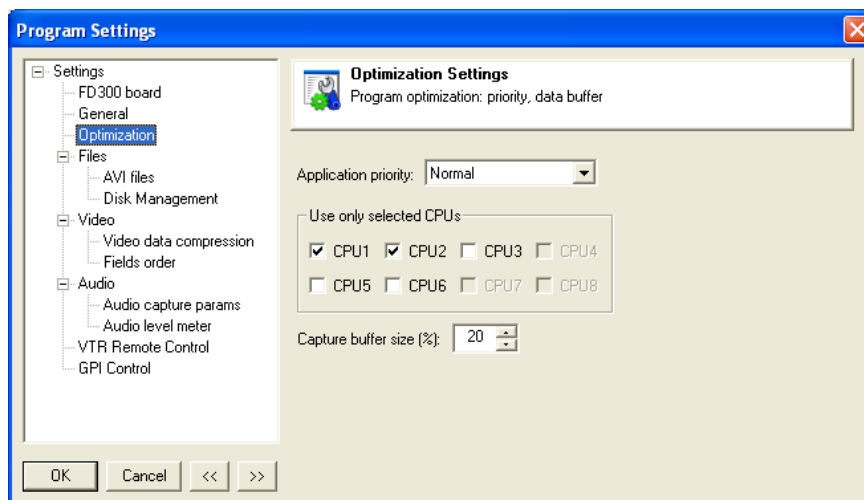 Program Settings
Settings
FD300 board
General
Optimization
Files
AVI files
Disk Management
Video
Video data compression
Fields order
Audio
Audio capture params
Audio level meter
VTR Remote Control
GPI Control
Optimization Settings
Program optimization: priority, data buffer
Application priority: Normal
Use only selected CPUs
CPU1 CPU2 CPU3 CPU4
CPU5 CPU6 CPU7 CPU8
Capture buffer size (%): 20
OK Cancel << >>